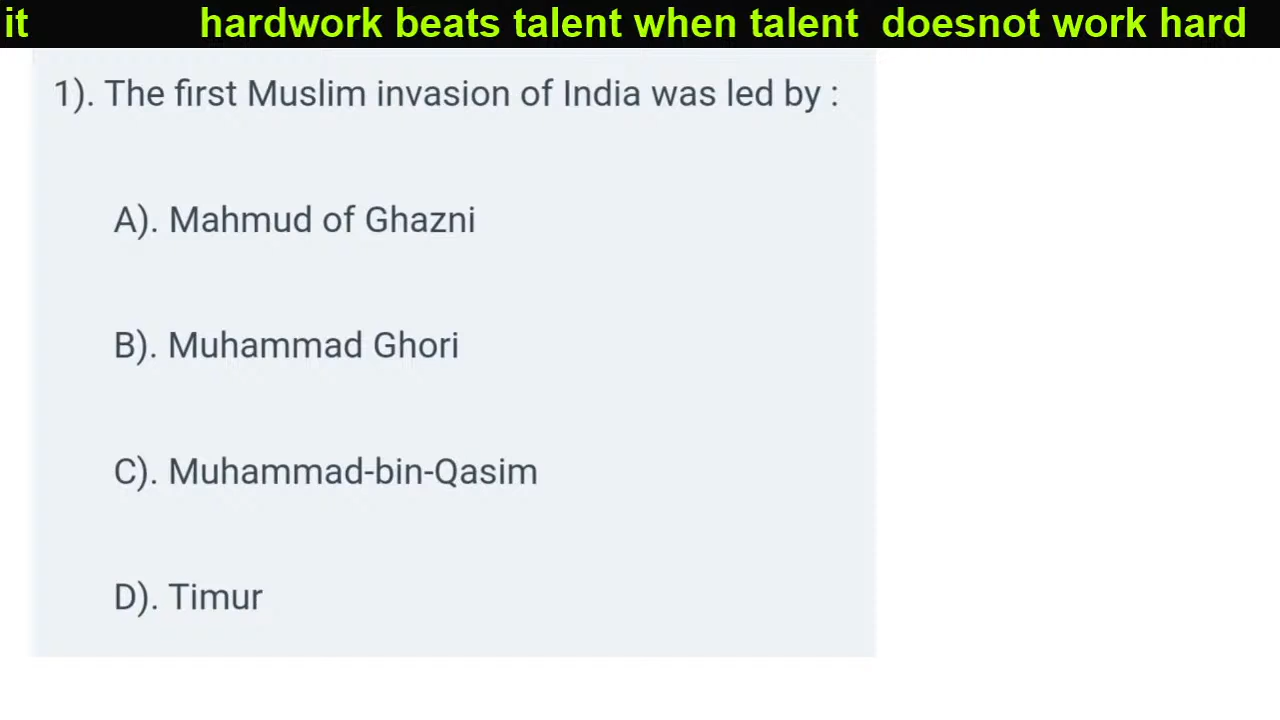 it hardwork beats talent when talent doesnot work hard
1). The first Muslim invasion of India was led by :
A). Mahmud of Ghazni
B). Muhammad Ghori
C). Muhammad-bin-Qasim
D). Timur